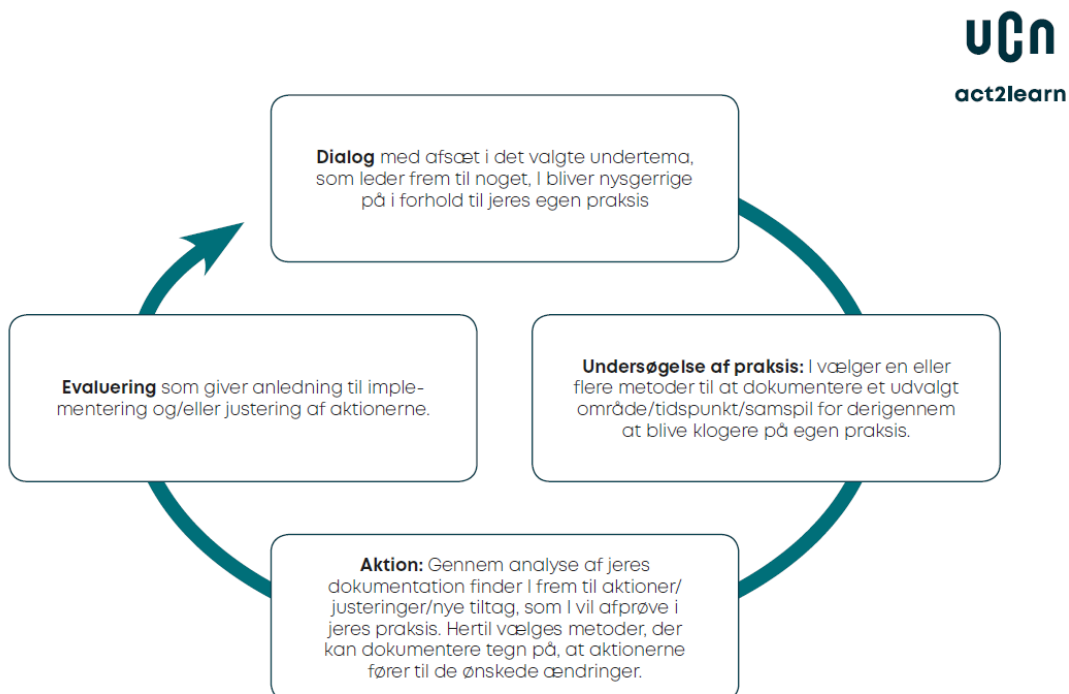 ucn
act2learn
Dialog med afsæt i det valgte undertema,
som leder frem til noget, I bliver nysgerrige
på i forhold til jeres egen praksis
Evaluering som giver anledning til imple-
mentering og/eller justering af aktionerne.
Undersøgelse af praksis: I vælger en eller
flere metoder til at dokumentere et udvalgt
område/tidspunkt/samspil for derigennem
at blive klogere på egen praksis.
Aktion: Gennem analyse af jeres
dokumentation finder I frem til aktioner/
justeringer/nye tiltag, som I vil afprøve i
jeres praksis. Hertil vælges metoder, der
kan dokumentere tegn på, at aktionerne
fører til de ønskede ændringer.